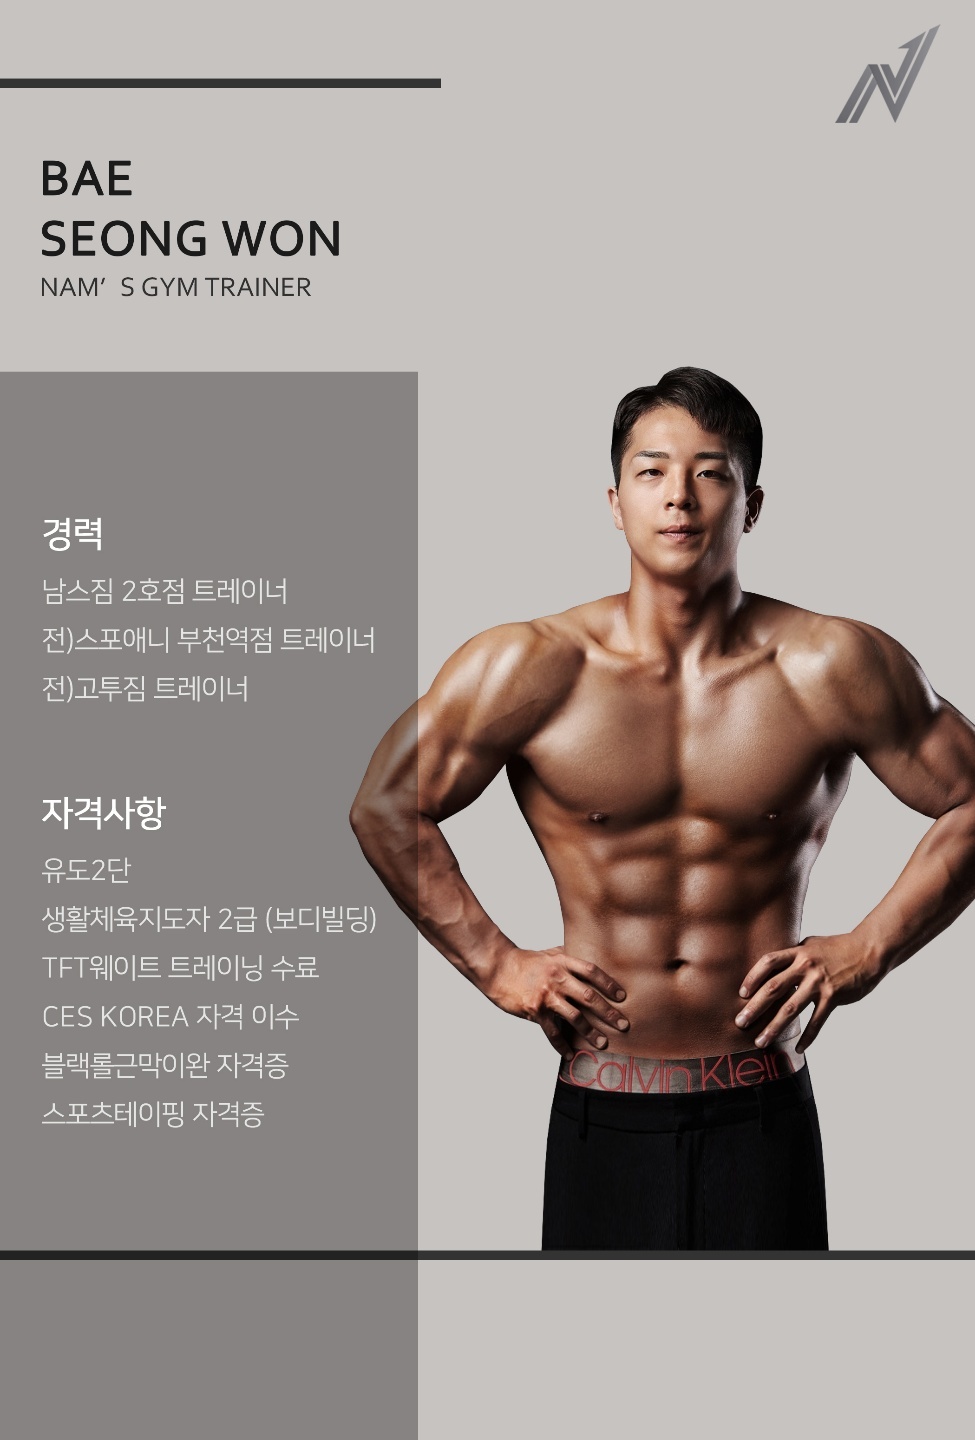 BAE
SEONG WON
NAM’ S GYM TRAINER
경력
남스짐 2호점 트레이너
전)스포애니 부천역점 트레이너
전)고투짐 트레이너
자격사항
유도2단
생활체육지도자 2급 (보디빌딩)
TFT웨이트 트레이닝 수료
CES KOREA 자격 이수
블랙롤근막이완 자격증
스포츠테이핑 자격증
Calvin Klein